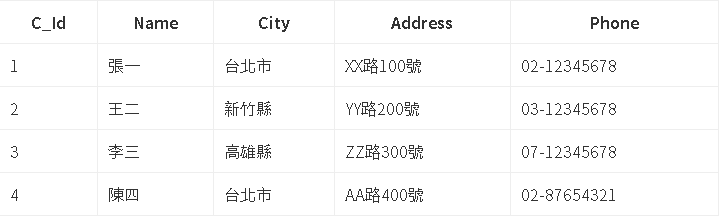 C_Id Name City Address Phone
1 張一 台北市 XX路100號 02-12345678
2 王二 新竹縣 YY路200號 03-12345678
3 李三 高雄縣 ZZ路300號 07-12345678
4 陳四 台北市 AA路400號 02-87654321